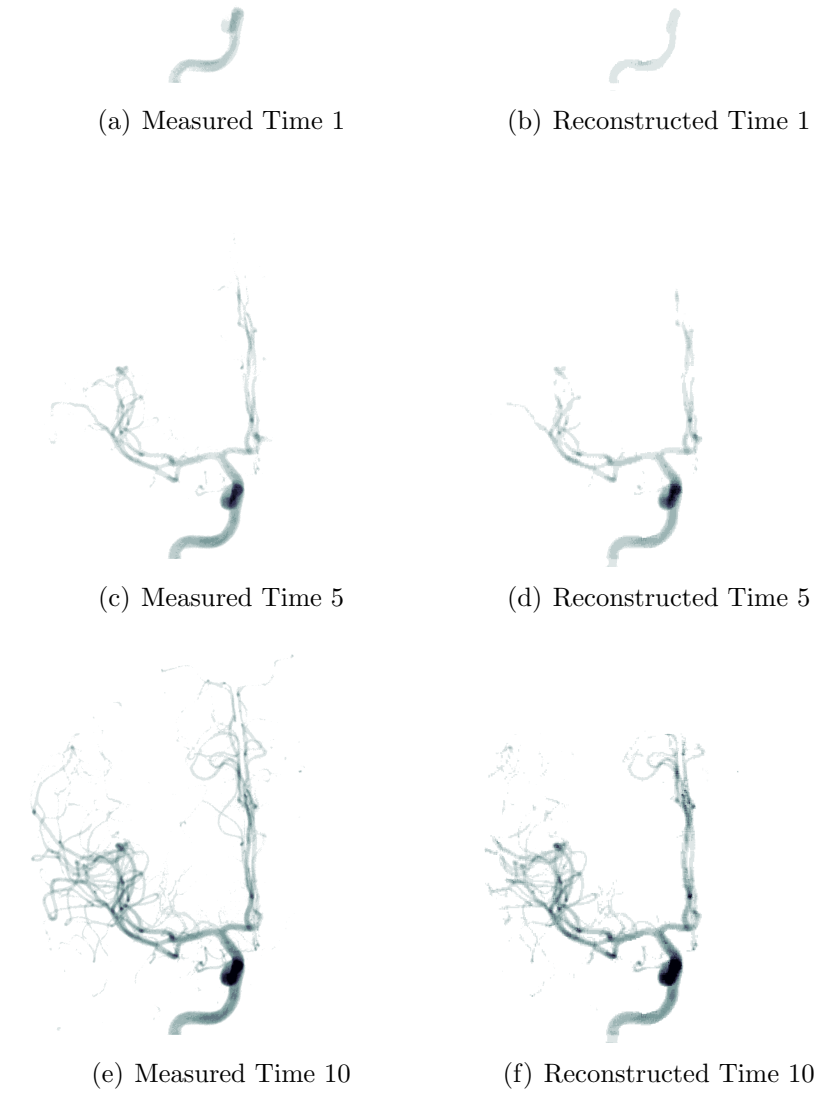 (a) Measured Time 1
(b) Reconstructed Time 1
(c) Measured Time 5
(d) Reconstructed Time 5
(e) Measured Time 10
(f) Reconstructed Time 10